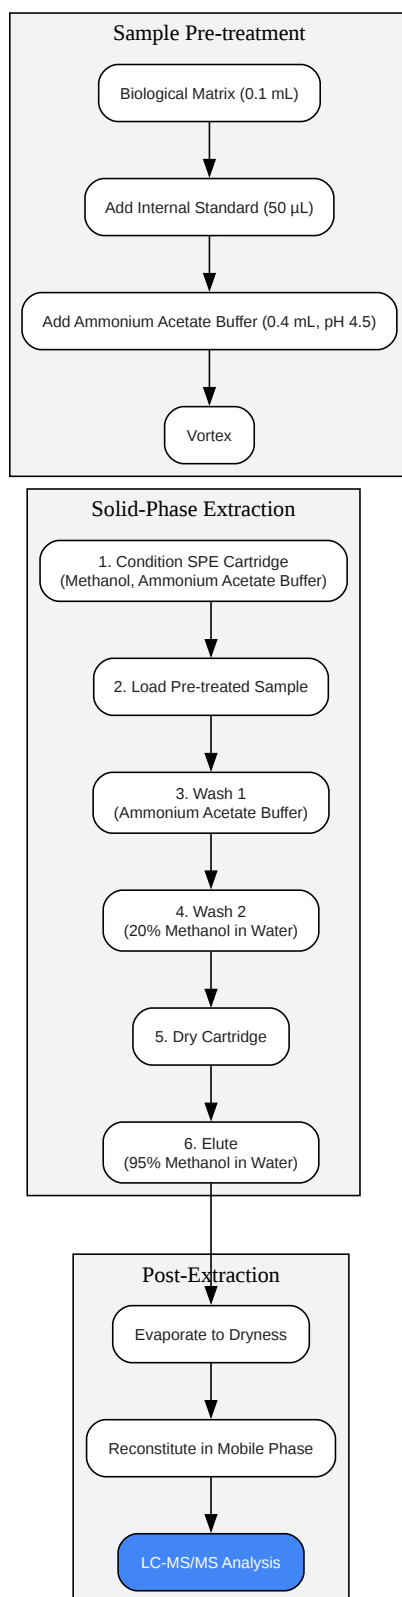 Sample Pre-treatment
Biological Matrix (0.1 mL)
Add Internal Standard (50 µL)
Add Ammonium Acetate Buffer (0.4 mL, pH 4.5)
Vortex
Solid-Phase Extraction
1. Condition SPE Cartridge
(Methanol, Ammonium Acetate Buffer)
2. Load Pre-treated Sample
3. Wash 1
(Ammonium Acetate Buffer)
4. Wash 2
(20% Methanol in Water)
5. Dry Cartridge
6. Elute
(95% Methanol in Water)
Post-Extraction
Evaporate to Dryness
Reconstitute in Mobile Phase
LC-MS/MS Analysis